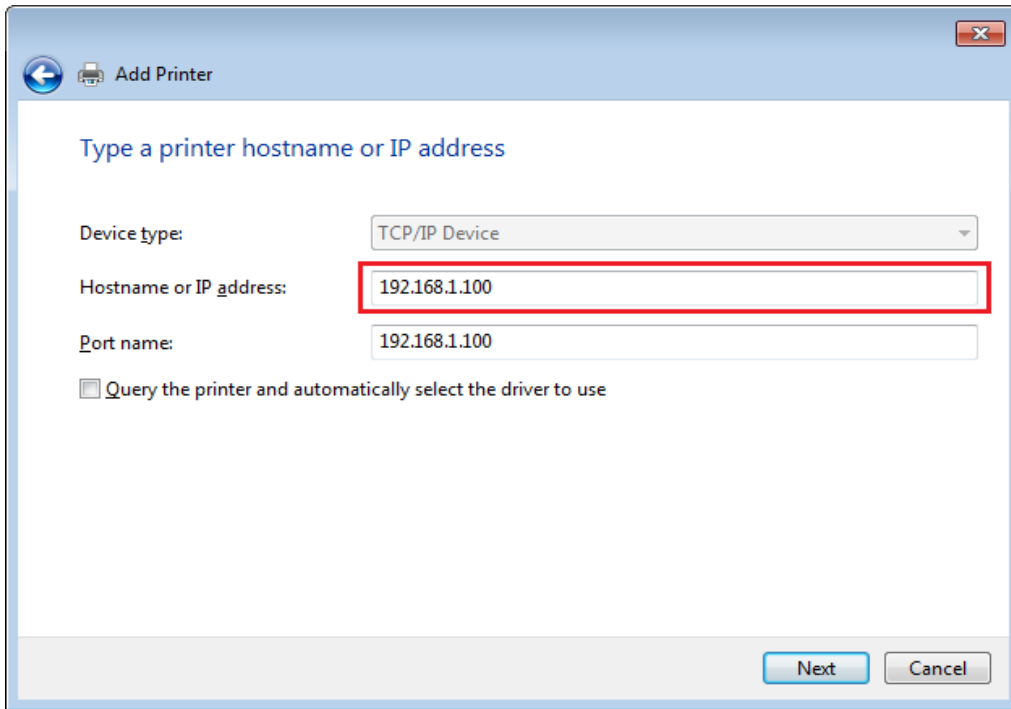 Add Printer
Type a printer hostname or IP address
Device type: TCP/IP Device
Hostname or IP address: 192.168.1.100
Port name: 192.168.1.100
Query the printer and automatically select the driver to use
Next Cancel